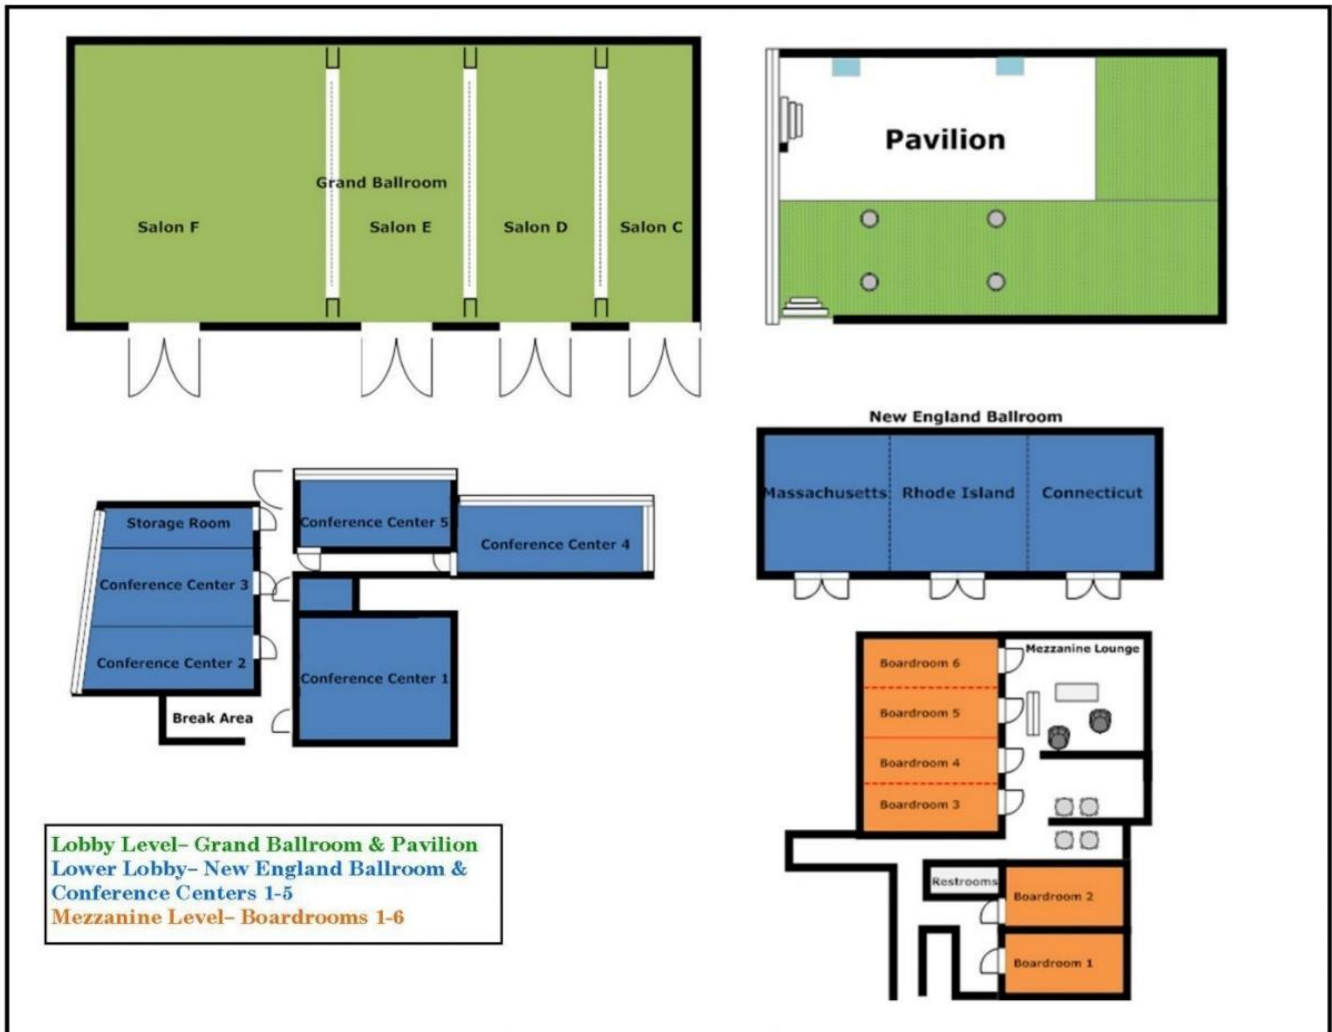 Grand Ballroom
Salon F
Salon E
Salon D
Salon C
Pavilion
New England Ballroom
Massachusetts
Rhode Island
Connecticut
Storage Room
Conference Center 5
Conference Center 4
Conference Center 3
Conference Center 2
Conference Center 1
Break Area
Boardroom 6
Mezzanine Lounge
Boardroom 5
Boardroom 4
Boardroom 3
Restrooms
Boardroom 2
Boardroom 1
Lobby Level– Grand Ballroom & Pavilion
Lower Lobby– New England Ballroom &
Conference Centers 1-5
Mezzanine Level– Boardrooms 1-6